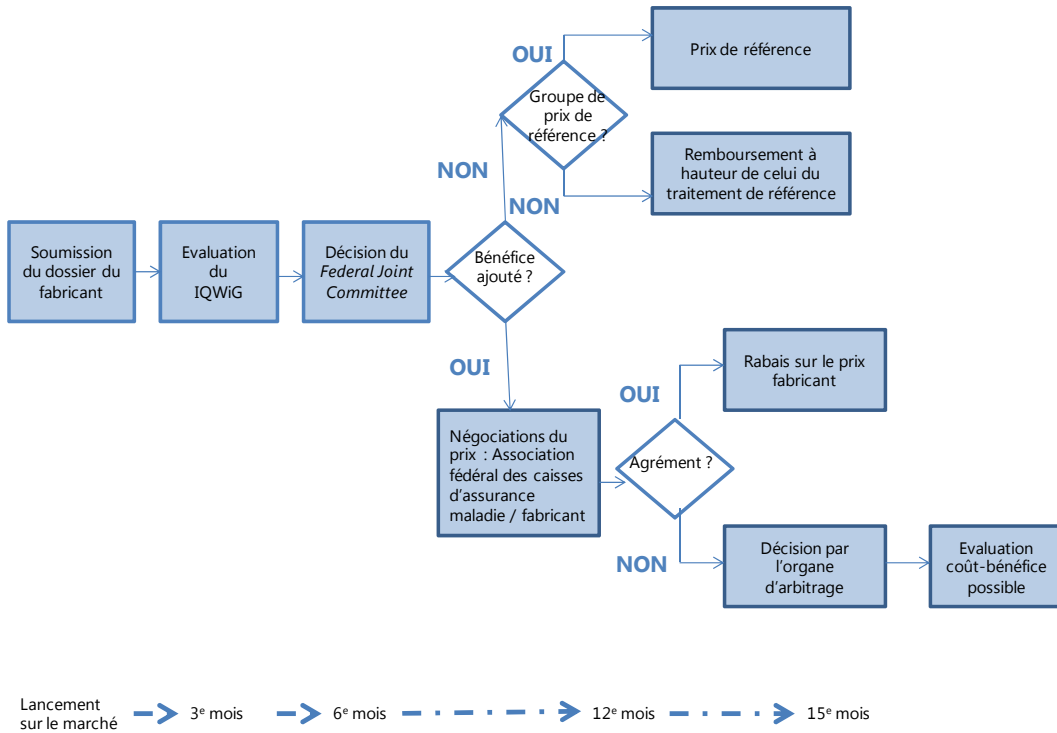 OUI
Prix de référence
Groupe de
prix de
référence ?
NON
Remboursement à
hauteur de celui du
traitement de référence
NON
Soumission
du dossier du
fabricant
Evaluation
du
IQWiG
Décision du
Federal Joint
Committee
Bénéfice
ajouté ?
OUI
Rabais sur le prix
fabricant
OUI
Négociations du
prix : Association
fédéral des caisses
d'assurance
maladie / fabricant
Agrément ?
NON
Décision par
l'organe
d'arbitrage
Evaluation
coût-bénéfice
possible
Lancement
sur le marché
3e mois
6e mois
12e mois
15e mois